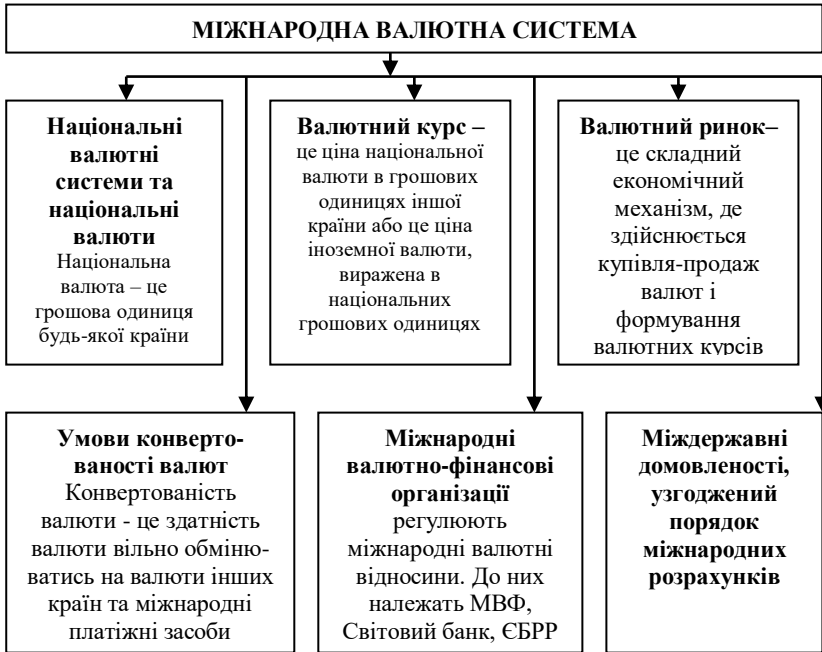 МІЖНАРОДНА ВАЛЮТНА СИСТЕМА
Національні
валютні
системи та
національні
валюти
Національна
валюта – це
грошова одиниця
будь-якої країни
Валютний курс –
це ціна національної
валюти в грошових
одиницях іншої
країни або це ціна
іноземної валюти,
виражена в
національних
грошових одиницях
Валютний ринок–
це складний
економічний
механізм, де
здійснюється
купівля-продаж
валют і
формування
валютних курсів
Умови конверто-
ваності валют
Конвертованість
валюти - це здатність
валюти вільно обміню-
ватись на валюти інших
країн та міжнародні
платіжні засоби
Міжнародні
валютно-фінансові
організації
регулюють
міжнародні валютні
відносини. До них
належать МВФ,
Світовий банк, ЄБРР
Міждержавні
домовленості,
узгоджений
порядок
міжнародних
розрахунків